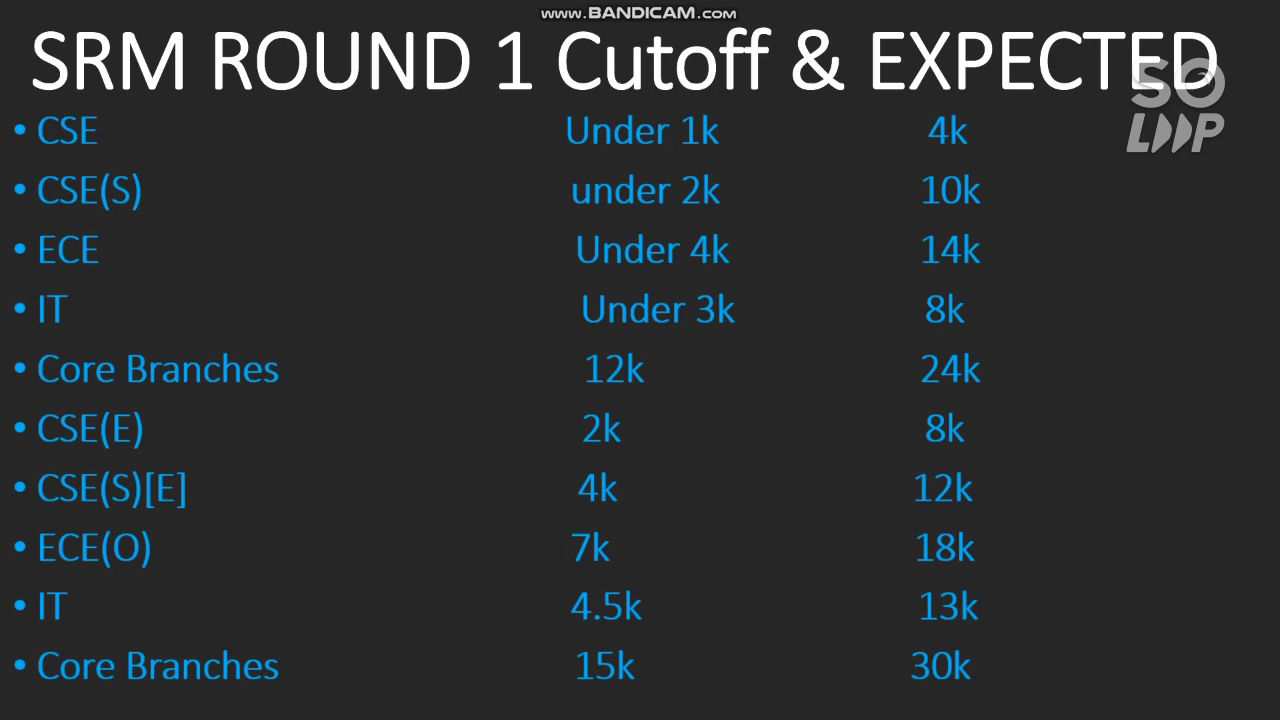 www.BANDICAM.com
SRM ROUND 1 Cutoff & EXPECTED
SO
LOOP
• CSE Under 1k 4k
• CSE(S) under 2k 10k
• ECE Under 4k 14k
• IT Under 3k 8k
• Core Branches 12k 24k
• CSE(E) 2k 8k
• CSE(S)[E] 4k 12k
• ECE(O) 7k 18k
• IT 4.5k 13k
• Core Branches 15k 30k